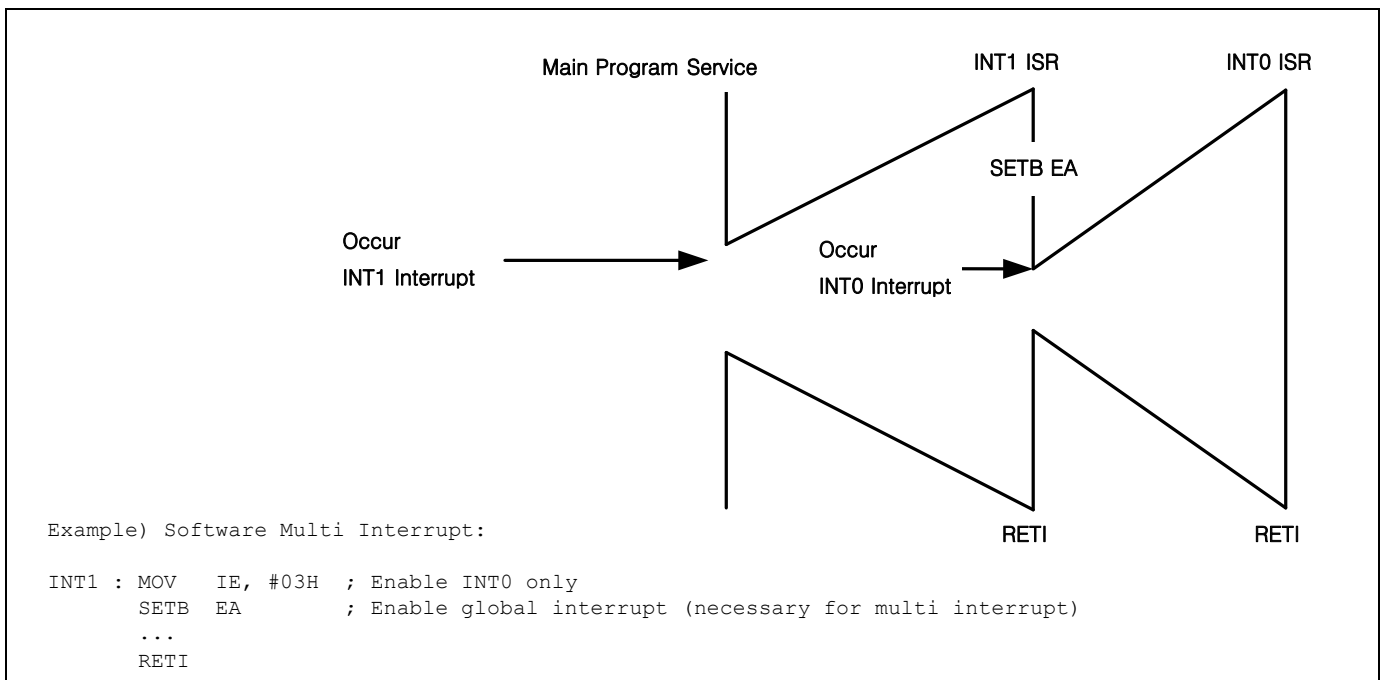 Main Program Service
INT1 ISR
INT0 ISR
SETB EA
Occur
INT1 Interrupt
Occur
INT0 Interrupt
RETI
RETI
Example) Software Multi Interrupt:
INT1 : MOV   IE, #03H  ; Enable INT0 only
       SETB  EA        ; Enable global interrupt (necessary for multi interrupt)
       ...
       RETI